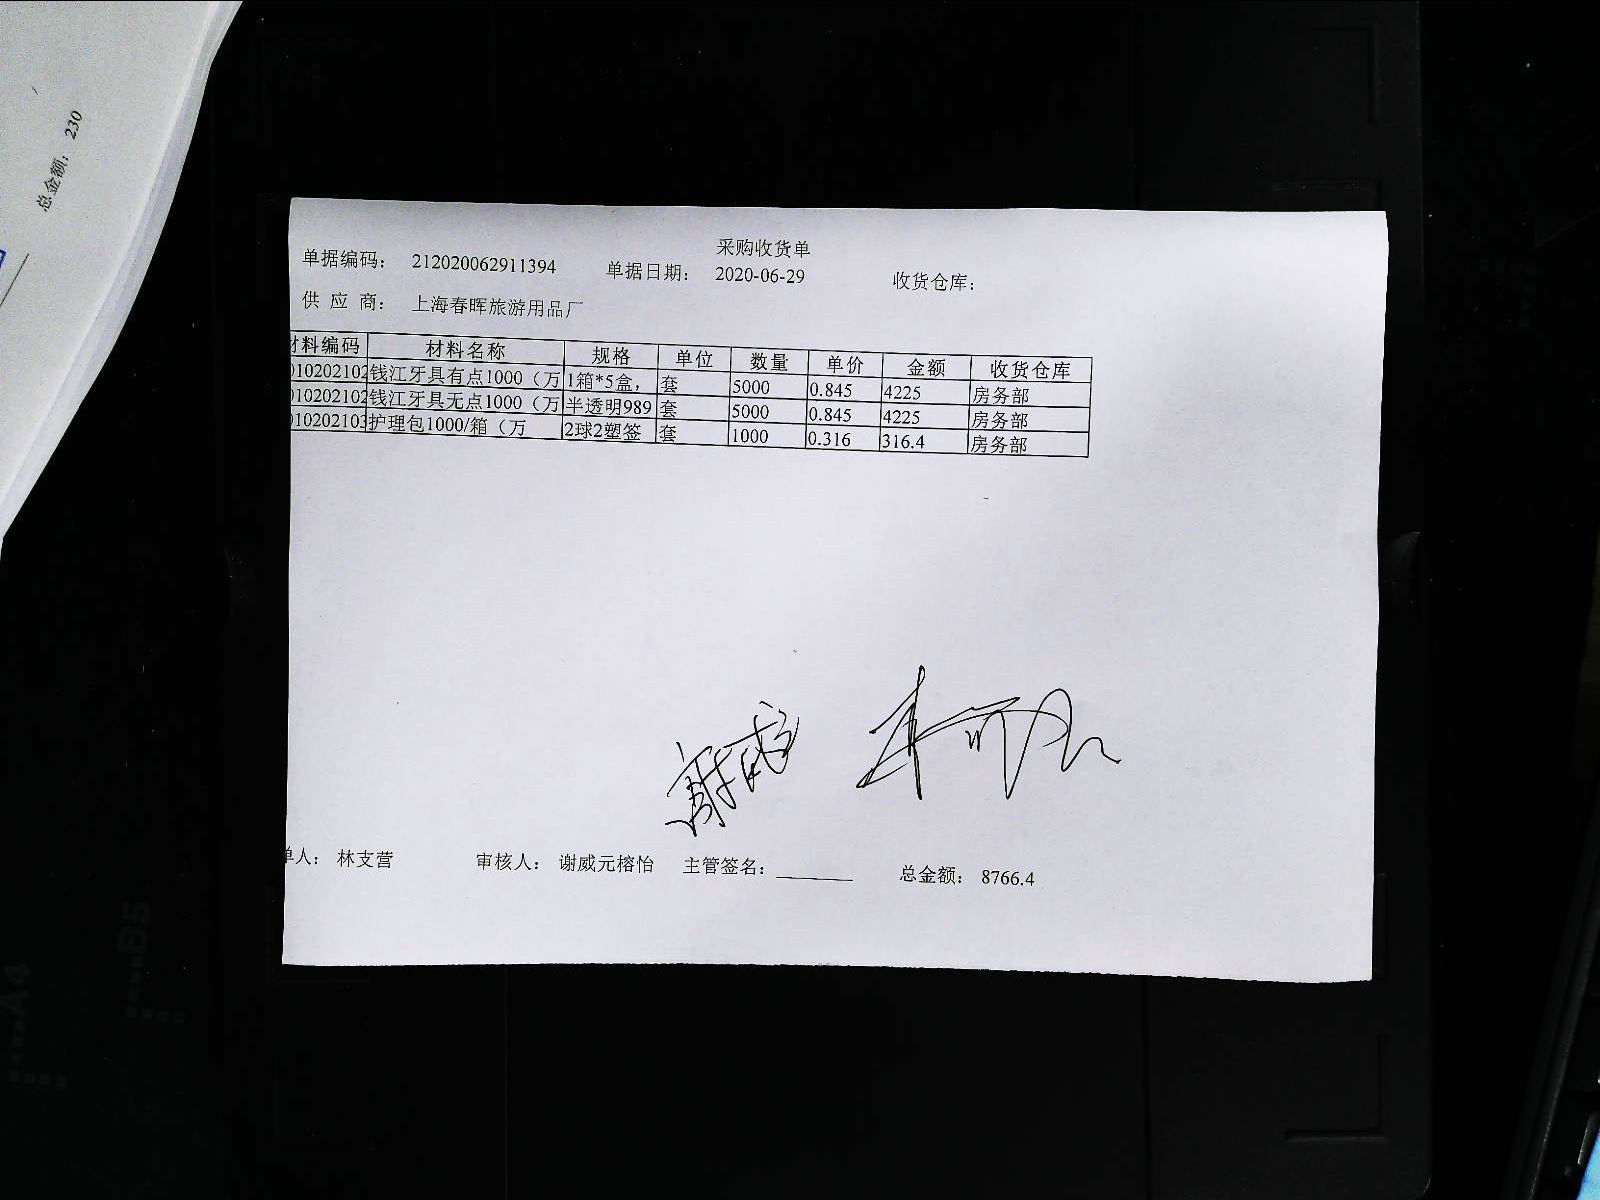 总金额： 230
采购收货单
单据编码： 212020062911394 单据日期： 2020-06-29 收货仓库：
供 应 商： 上海春晖旅游用品厂
材料编码 材料名称 规格 单位 数量 单价 金额 收货仓库
010202102 钱江牙具有点1000（万 1箱*5盒， 套 5000 0.845 4225 房务部
010202102 钱江牙具无点1000（万 半透明989 套 5000 0.845 4225 房务部
010202103 护理包1000/箱（万 2球2塑签 套 1000 0.316 316.4 房务部
谢威
单人： 林支营 审核人： 谢威元榕怡 主管签名： 总金额： 8766.4
A4
B5